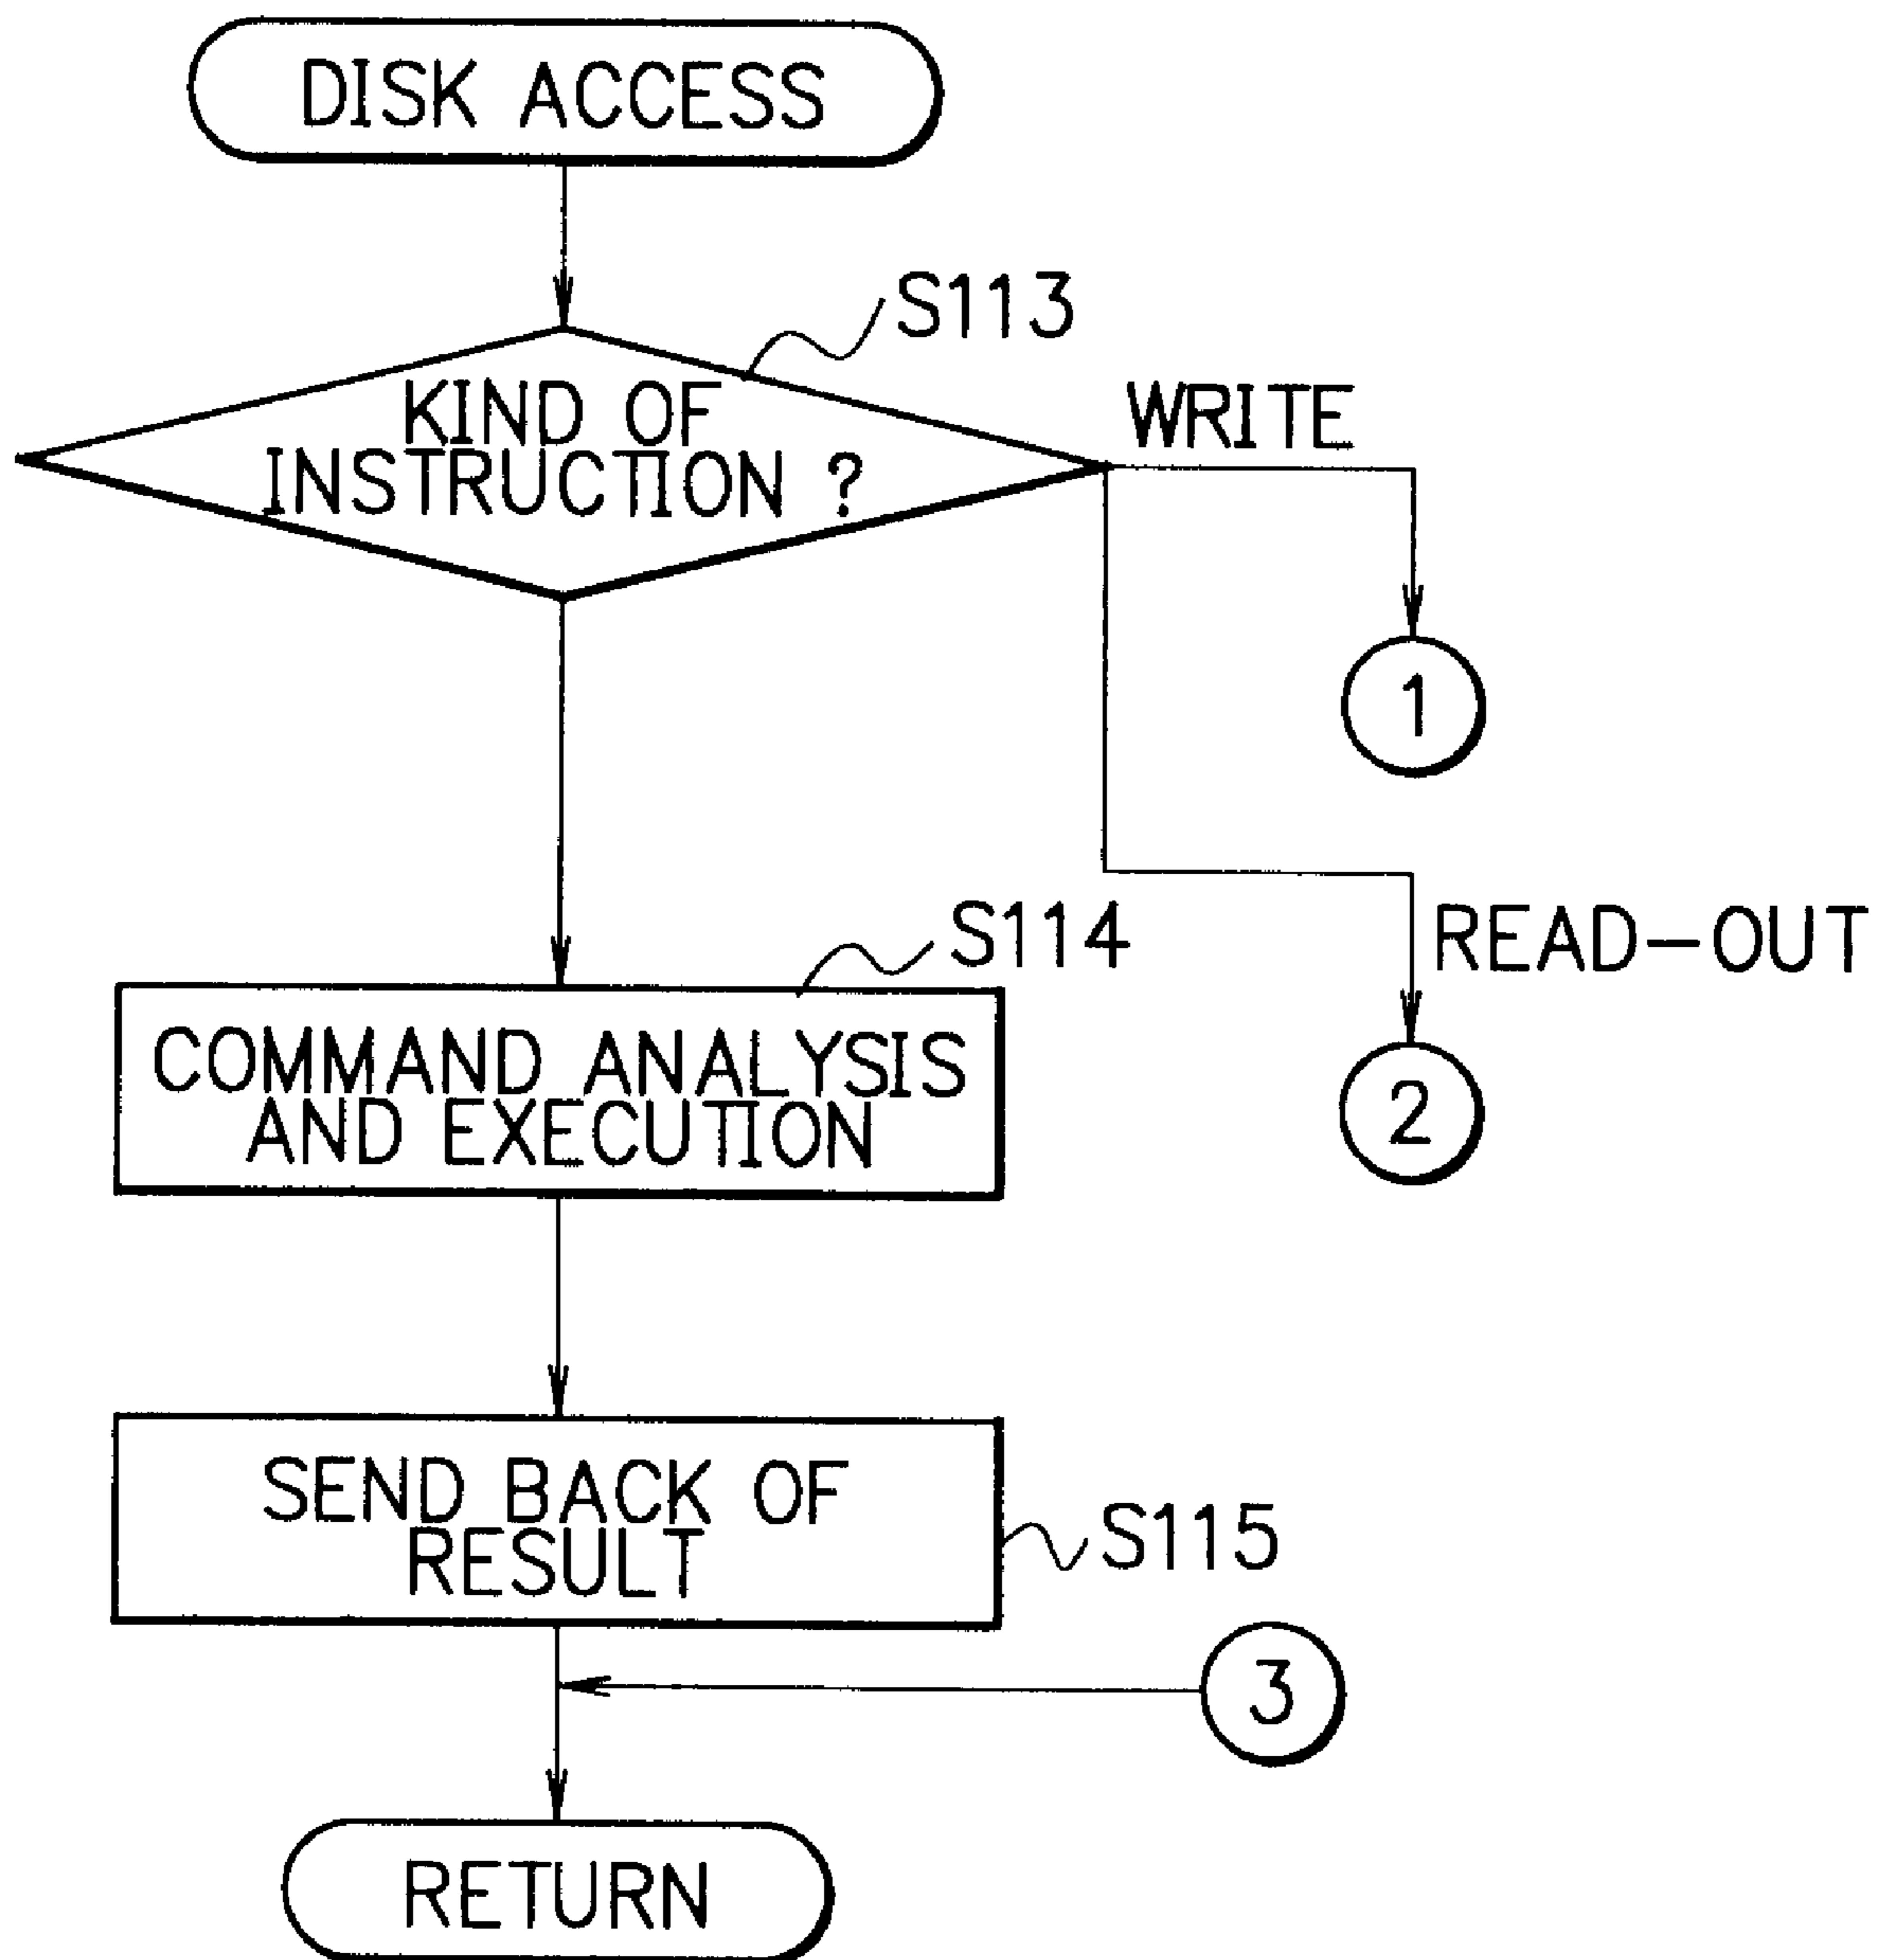 DISK ACCESS
S113
KIND OF
INSTRUCTION ?
WRITE
1
S114
READ-OUT
COMMAND ANALYSIS
AND EXECUTION
2
SEND BACK OF
RESULT
S115
3
RETURN